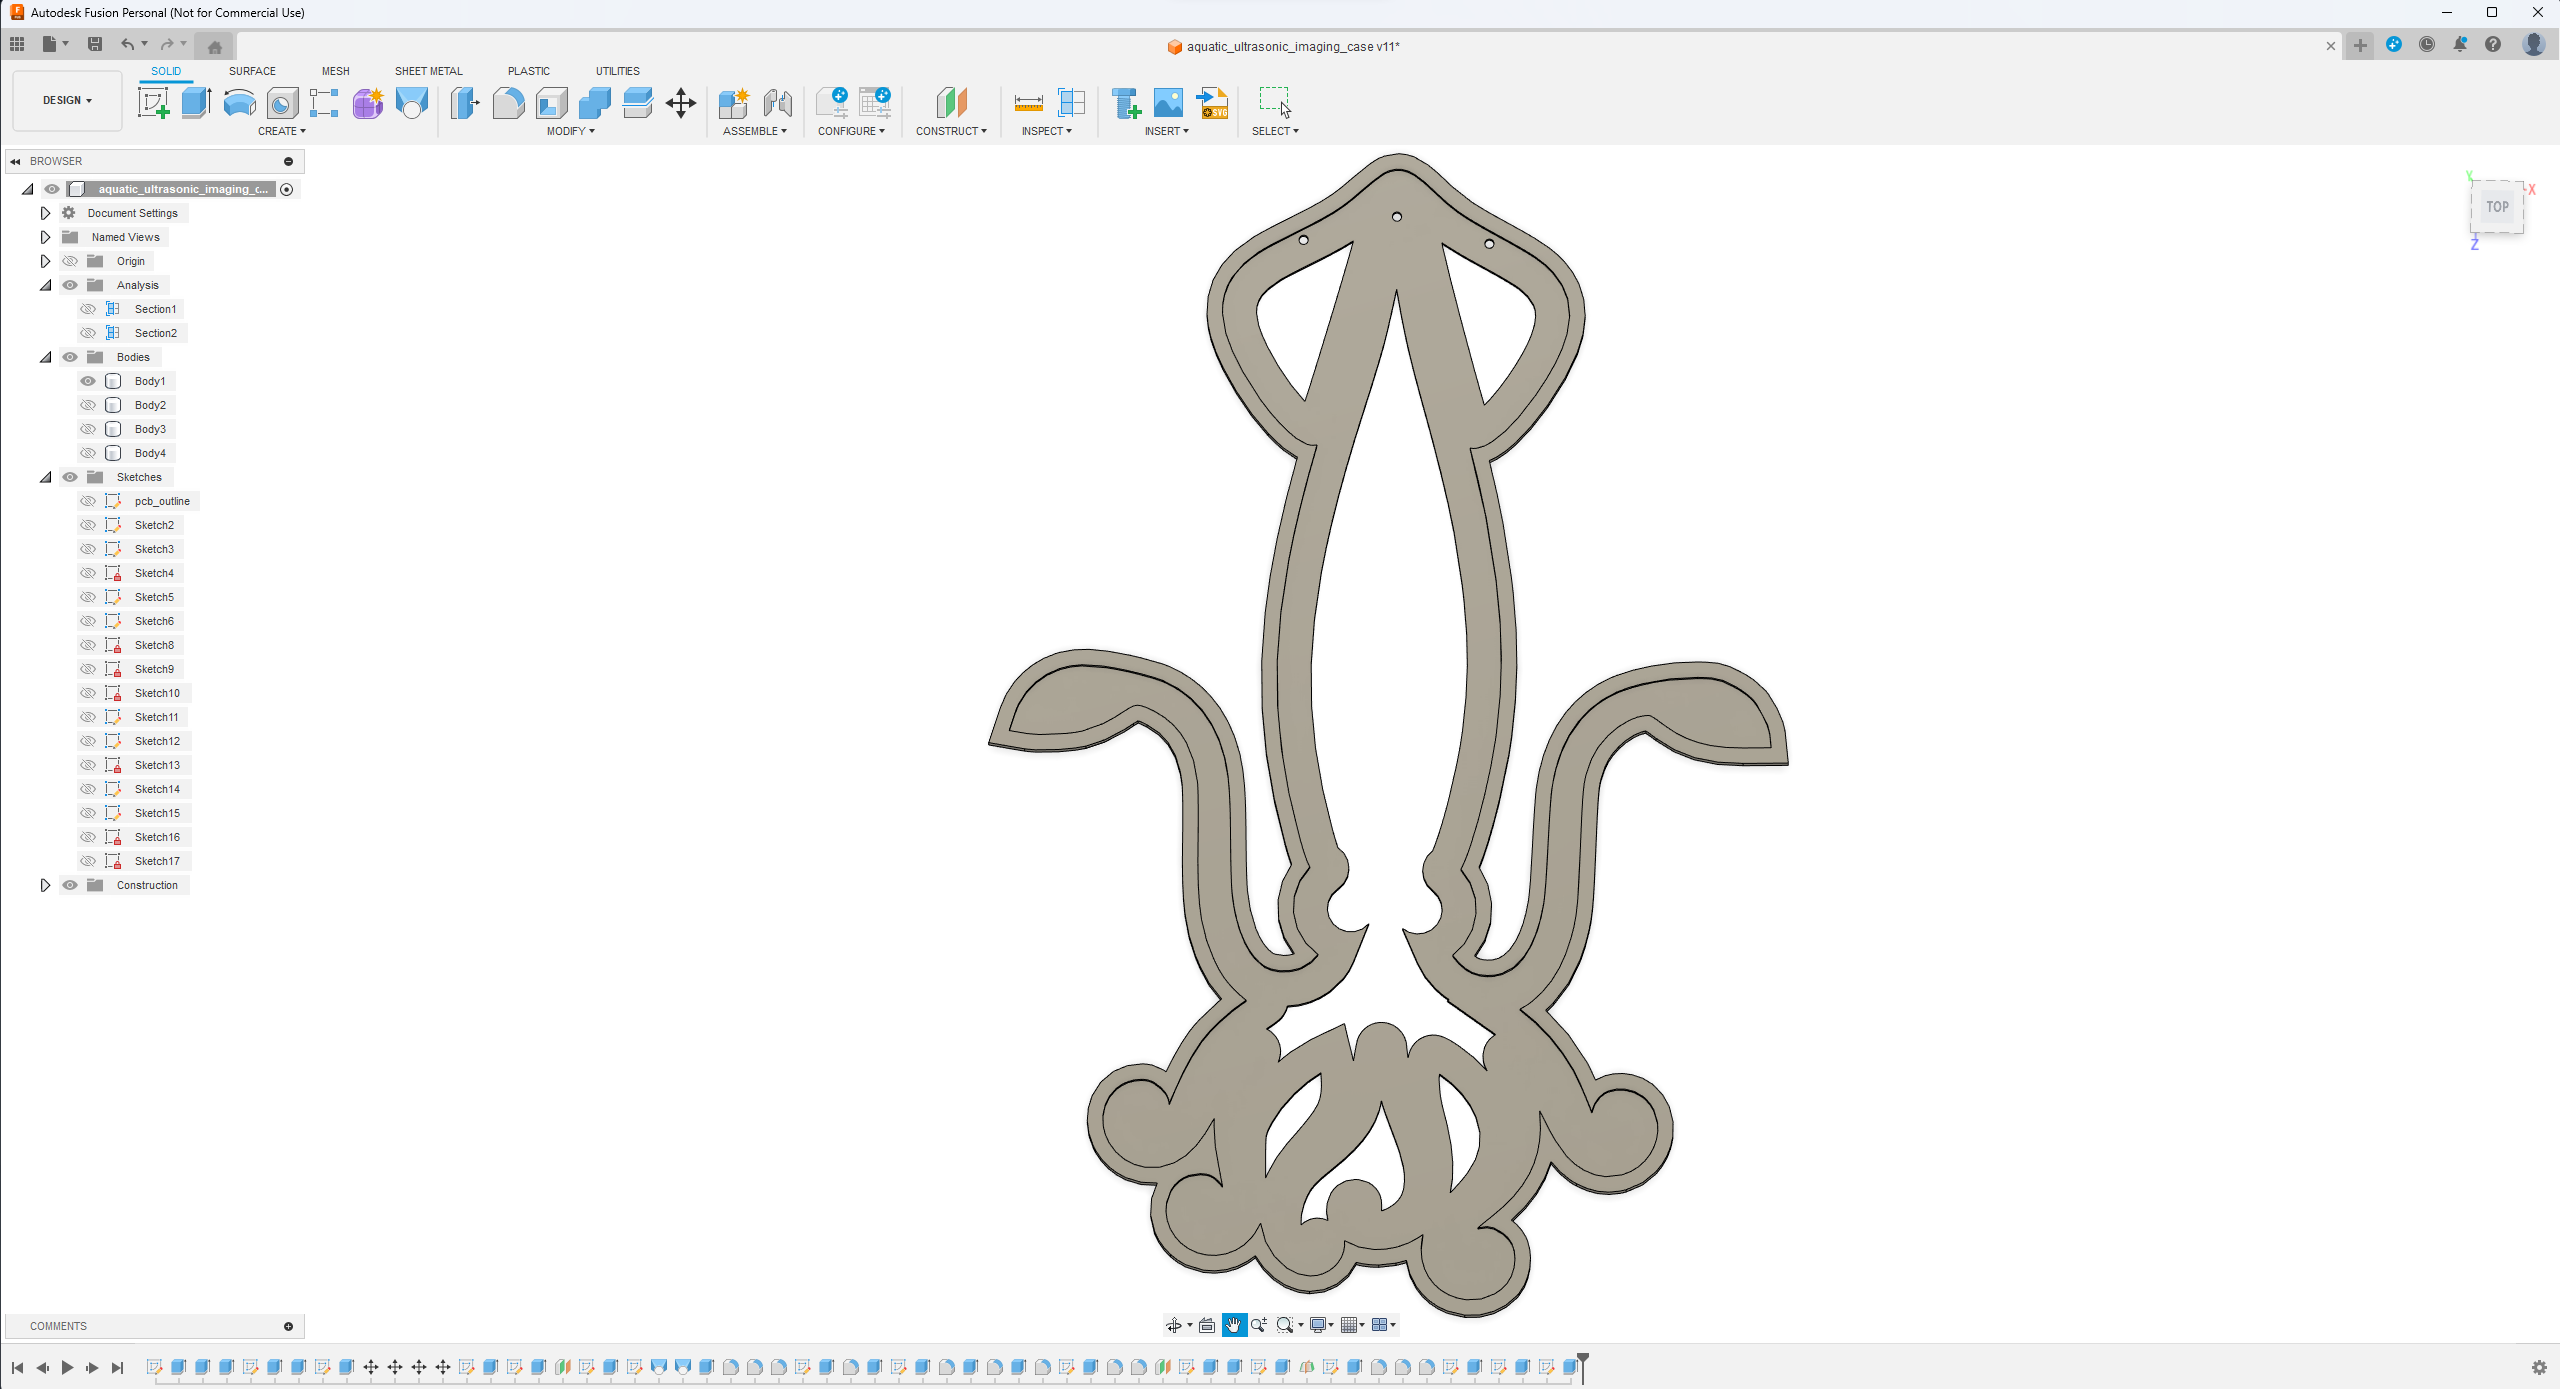 Autodesk Fusion Personal (Not for Commercial Use)
aquatic_ultrasonic_imaging_case v11*
SOLID SURFACE MESH SHEET METAL PLASTIC UTILITIES
DESIGN
CREATE MODIFY ASSEMBLE CONFIGURE CONSTRUCT INSPECT INSERT SELECT
SVG
BROWSER
aquatic_ultrasonic_imaging_c...
Document Settings
Named Views
Origin
Analysis
Section1
Section2
Bodies
Body1
Body2
Body3
Body4
Sketches
pcb_outline
Sketch2
Sketch3
Sketch4
Sketch5
Sketch6
Sketch8
Sketch9
Sketch10
Sketch11
Sketch12
Sketch13
Sketch14
Sketch15
Sketch16
Sketch17
Construction
Y
X
TOP
Z
COMMENTS